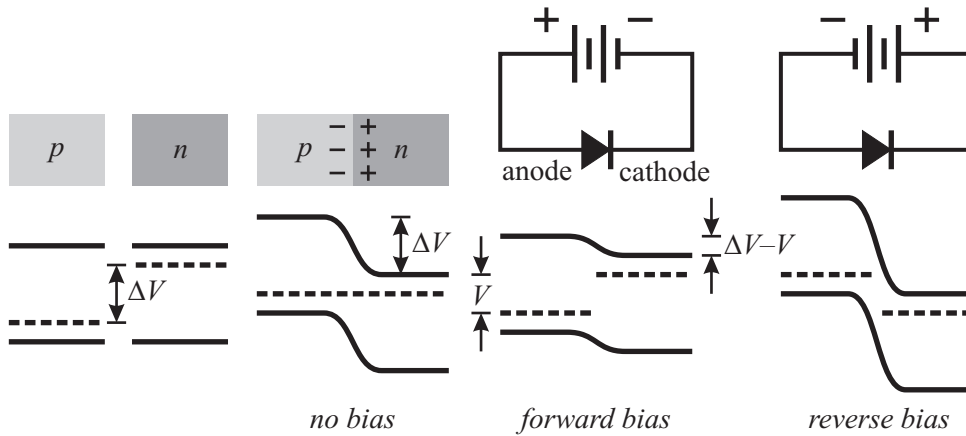 + − − +
p n p n
− +
− +
− +
anode cathode
ΔV ΔV ΔV–V
V
no bias forward bias reverse bias